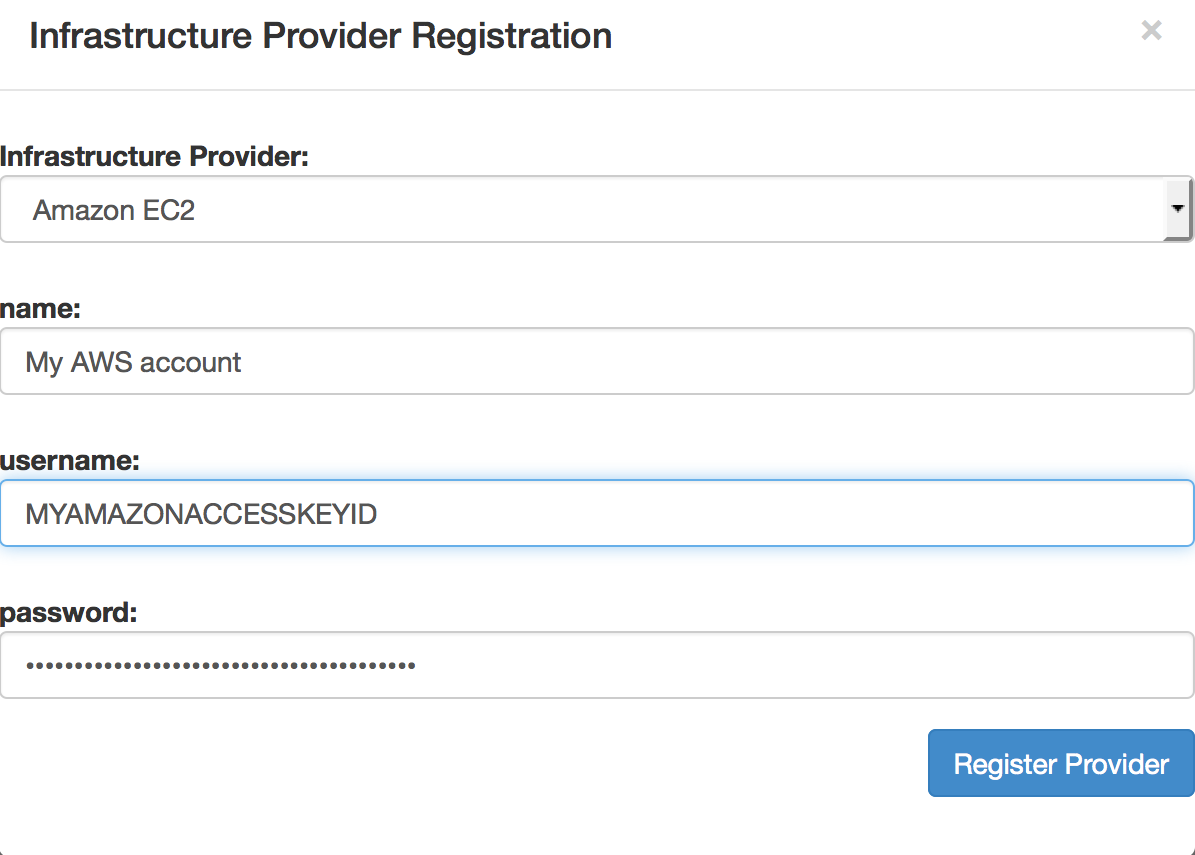 Infrastructure Provider Registration
×
Infrastructure Provider:
Amazon EC2
name:
My AWS account
username:
MYAMAZONACCESSKEYID
password:
••••••••••••••••••••••••••••••••••••••••
Register Provider